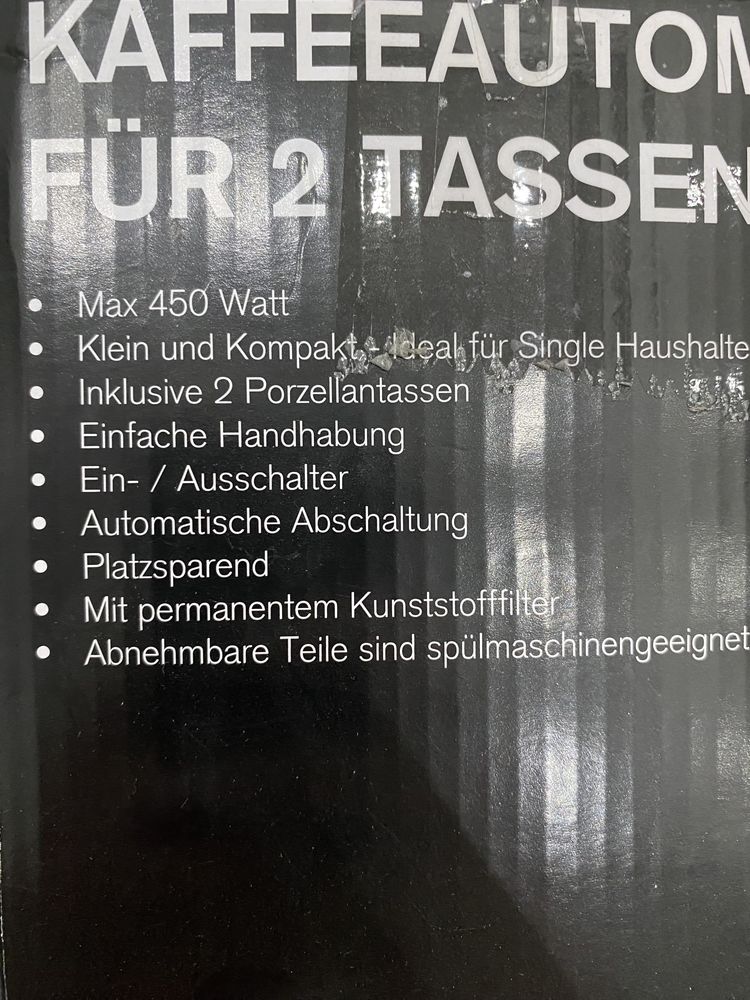 KAFFEEAUTOM
FÜR 2 TASSEN
• Max 450 Watt
• Klein und Kompakt - Ideal für Single Haushalte
• Inklusive 2 Porzellantassen
• Einfache Handhabung
• Ein- / Ausschalter
• Automatische Abschaltung
• Platzsparend
• Mit permanentem Kunststofffilter
• Abnehmbare Teile sind spülmaschinengeeignet